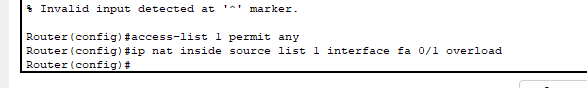 % Invalid input detected at '^' marker.
Router(config)#access-list 1 permit any
Router(config)#ip nat inside source list 1 interface fa 0/1 overload
Router(config)#